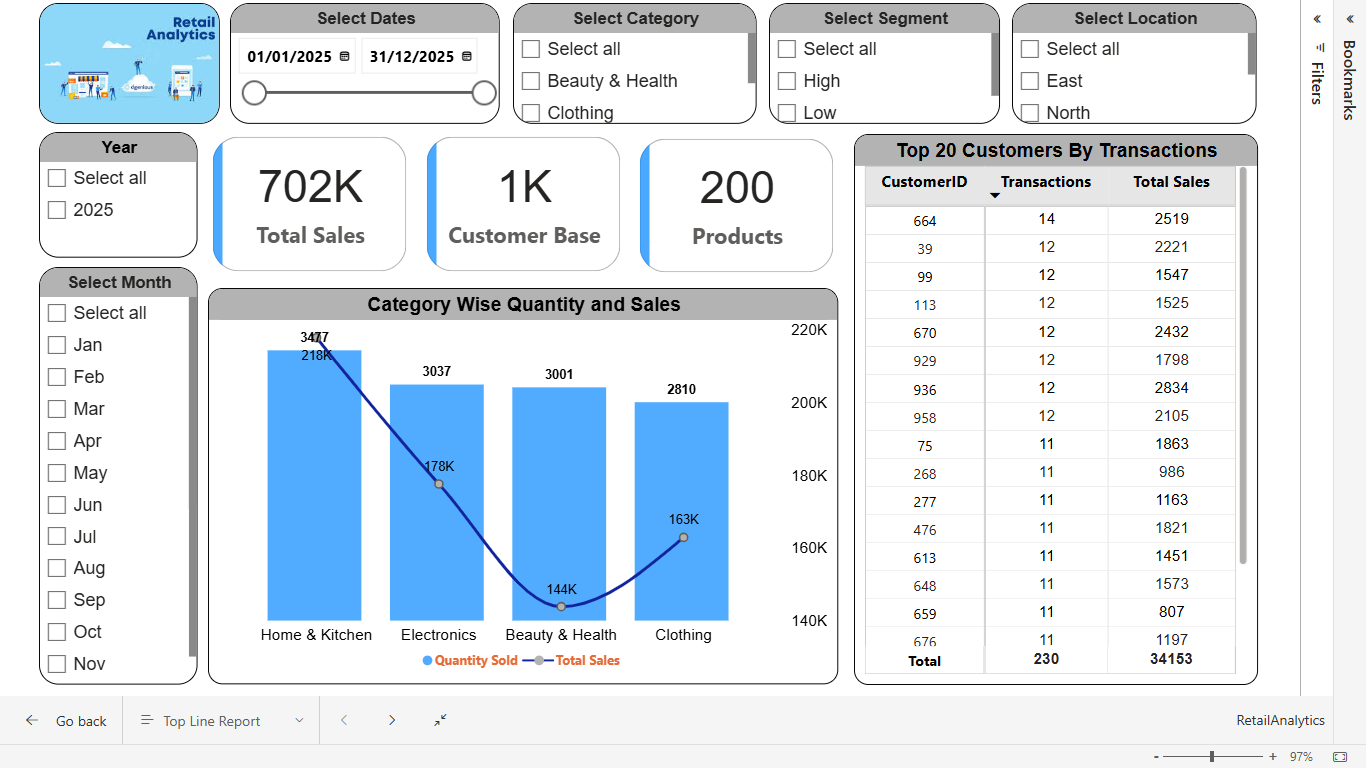 Retail
Analytics
dgenious
Select Dates
01/01/2025 31/12/2025
Select Category
Select all
Beauty & Health
Clothing
Select Segment
Select all
High
Low
Select Location
Select all
East
North
Filters
Bookmarks
Year
Select all
2025
702K
Total Sales
1K
Customer Base
200
Products
Select Month
Select all
Jan
Feb
Mar
Apr
May
Jun
Jul
Aug
Sep
Oct
Nov
Category Wise Quantity and Sales
3477
218K
3037
178K
3001
144K
2810
163K
220K
200K
180K
160K
140K
Home & Kitchen Electronics Beauty & Health Clothing
Quantity Sold Total Sales
Top 20 Customers By Transactions
CustomerID Transactions Total Sales
664 14 2519
39 12 2221
99 12 1547
113 12 1525
670 12 2432
929 12 1798
936 12 2834
958 12 2105
75 11 1863
268 11 986
277 11 1163
476 11 1821
613 11 1451
648 11 1573
659 11 807
676 11 1197
Total 230 34153
Go back
Top Line Report
RetailAnalytics
- + 97%